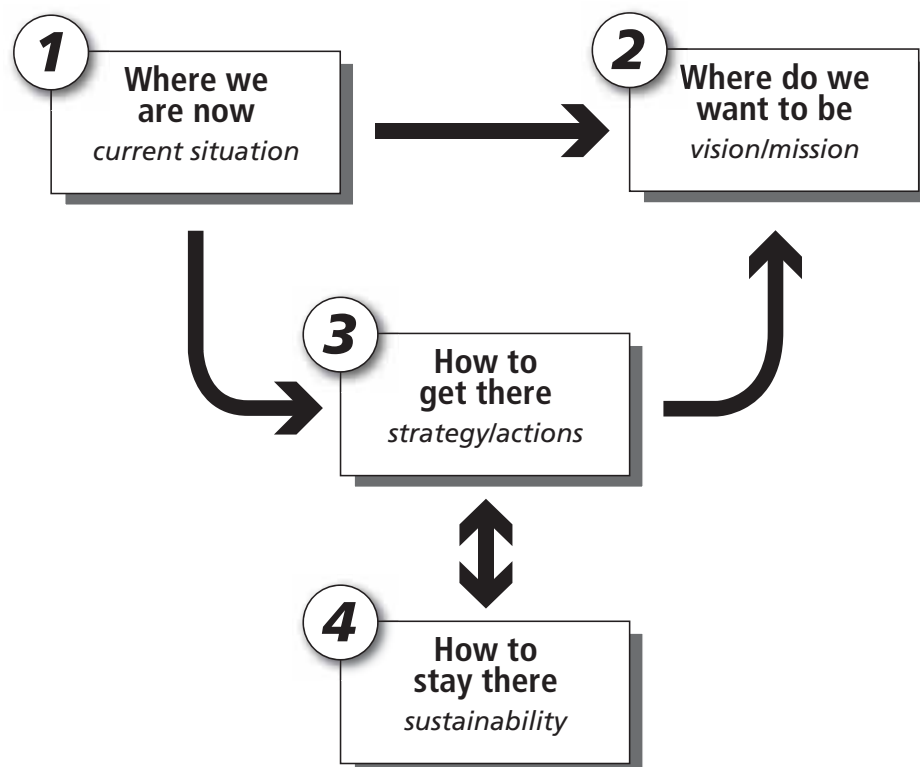 1
Where we
are now
current situation
2
Where do we
want to be
vision/mission
3
How to
get there
strategy/actions
4
How to
stay there
sustainability